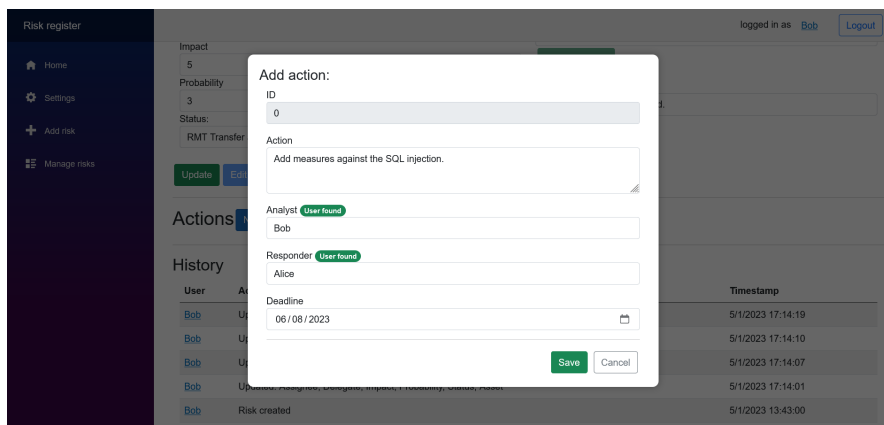 Risk register
logged in as Bob Logout
Home
Settings
Add risk
Manage risks
Impact
5
Probability
3
d.
Status:
RMT Transfer
Update Edit
Actions N
Add action:
ID
0
Action
Add measures against the SQL injection.
Analyst User found
Bob
Responder User found
Alice
Deadline
06/08/2023
Save Cancel
History
User Timestamp
Bob Up 5/1/2023 17:14:19
Bob Up 5/1/2023 17:14:10
Bob Up 5/1/2023 17:14:07
Bob Updated: Assignee, Delegate, Impact, Probability, Status, Asset 5/1/2023 17:14:01
Bob Risk created 5/1/2023 13:43:00